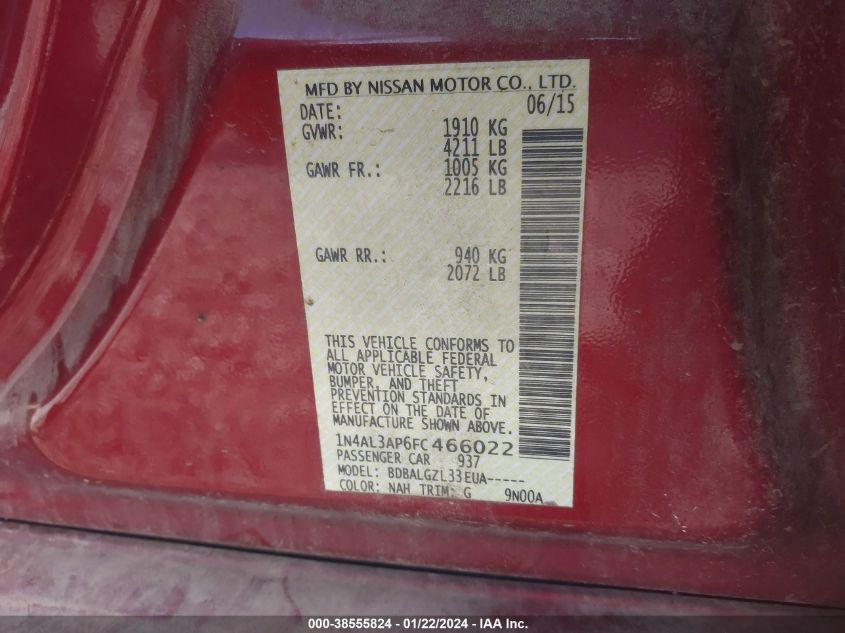 MFD BY NISSAN MOTOR CO., LTD.
DATE: 06/15
GVWR: 1910 KG
4211 LB
GAWR FR.: 1005 KG
2216 LB
GAWR RR.: 940 KG
2072 LB
THIS VEHICLE CONFORMS TO
ALL APPLICABLE FEDERAL
MOTOR VEHICLE SAFETY,
BUMPER, AND THEFT
PREVENTION STANDARDS IN
EFFECT ON THE DATE OF
MANUFACTURE SHOWN ABOVE.
1N4AL3AP6FC466022
PASSENGER CAR 937
MODEL: BDBALGZL33EUA-----
COLOR: NAH TRIM: G 9N00A
000-38555824 | 01/22/2024 - IAA Inc.